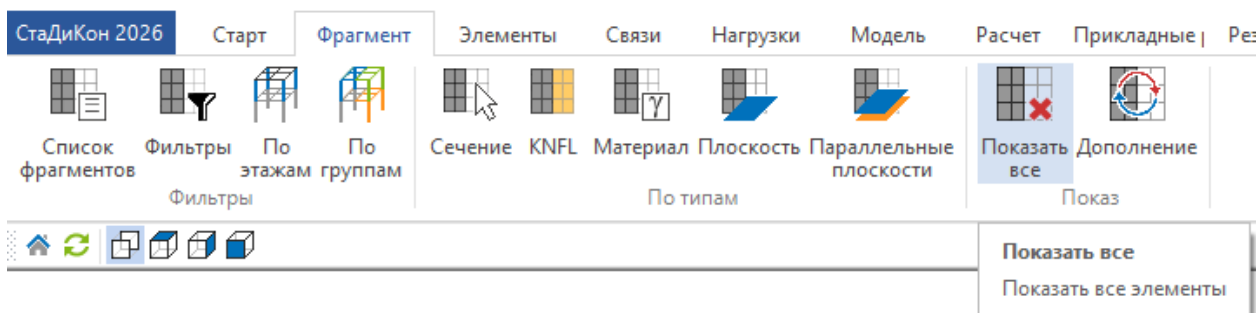 СтаДиКон 2026 Старт Фрагмент Элементы Связи Нагрузки Модель Расчет Прикладные Рез
Список фрагментов Фильтры По этажам По группам Сечение KNFL Материал Плоскость Параллельные плоскости Показать все Дополнение
γ
Фильтры По типам Показ
Показать все
Показать все элементы